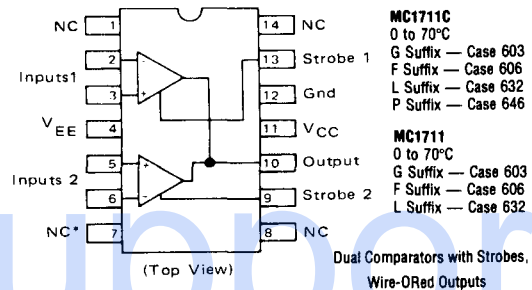 NC 1
14 NC
2 -
13 Strobe 1
Inputs1
3 +
12 Gnd
VEE 4
11 VCC
5 +
10 Output
Inputs 2
6 -
9 Strobe 2
NC* 7
8 NC
(Top View)
MC1711C
0 to 70°C
G Suffix — Case 603
F Suffix — Case 606
L Suffix — Case 632
P Suffix — Case 646
MC1711
0 to 70°C
G Suffix — Case 603
F Suffix — Case 606
L Suffix — Case 632
Dual Comparators with Strobes,
Wire-ORed Outputs